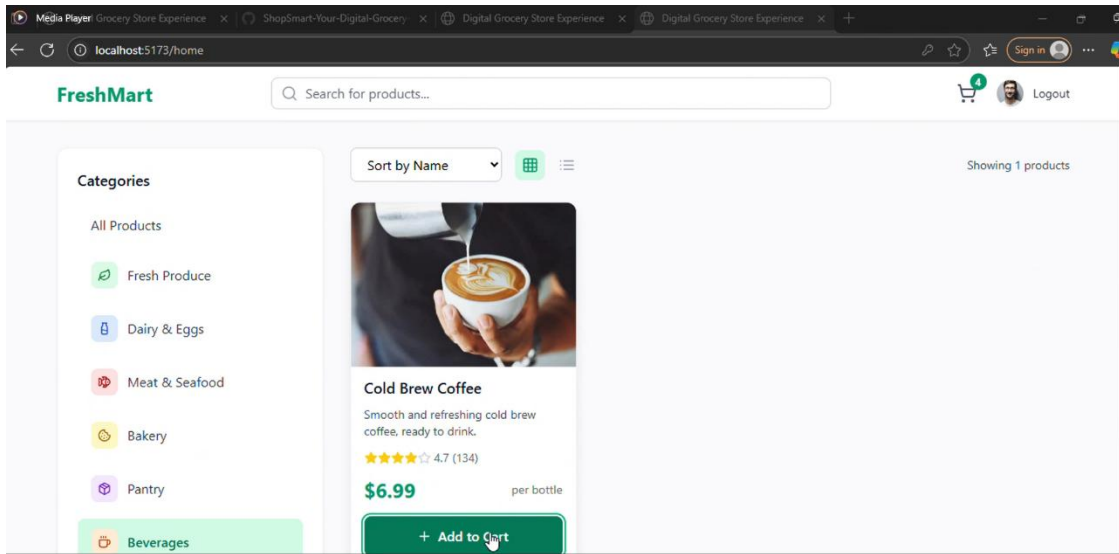 Media Player Grocery Store Experience ShopSmart-Your-Digital-Grocery- Digital Grocery Store Experience Digital Grocery Store Experience
localhost:5173/home Sign in
FreshMart Search for products... 4 Logout
Categories Sort by Name Showing 1 products
All Products
Fresh Produce
Dairy & Eggs
Meat & Seafood
Bakery
Pantry
Beverages
Cold Brew Coffee
Smooth and refreshing cold brew
coffee, ready to drink.
4.7 (134)
$6.99 per bottle
+ Add to Cart